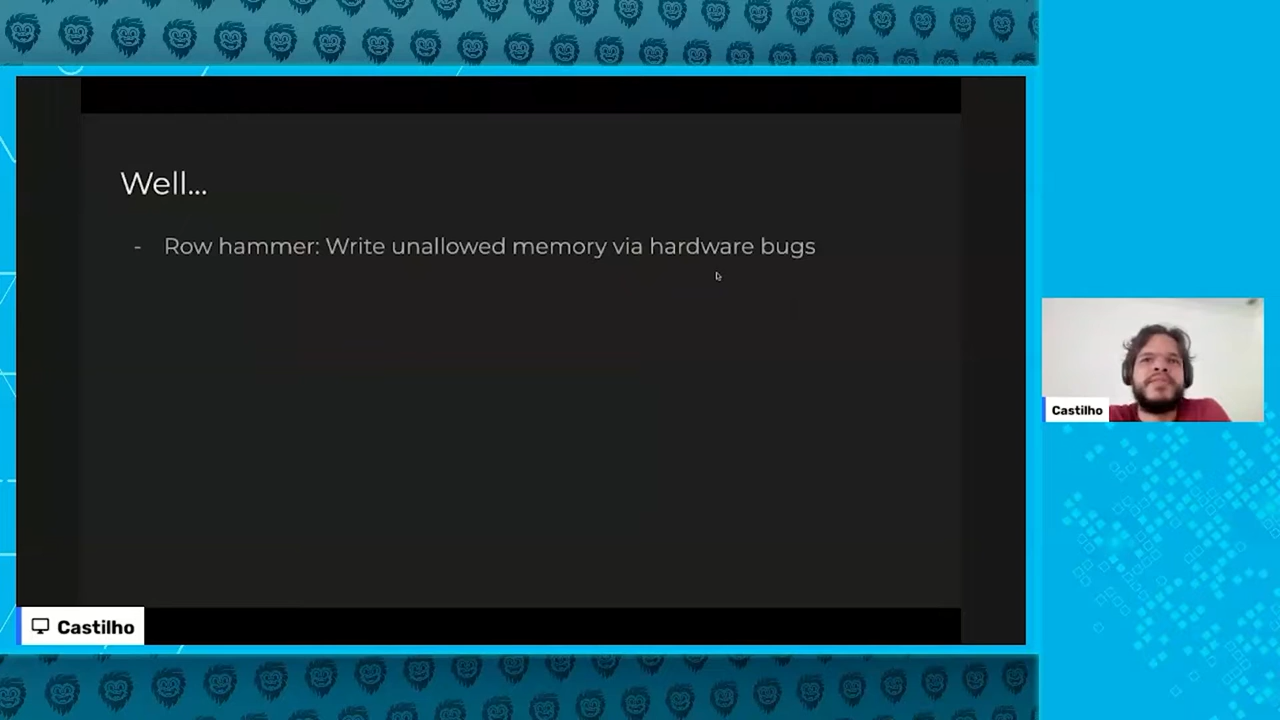 Well...
- Row hammer: Write unallowed memory via hardware bugs
Castilho
Castilho